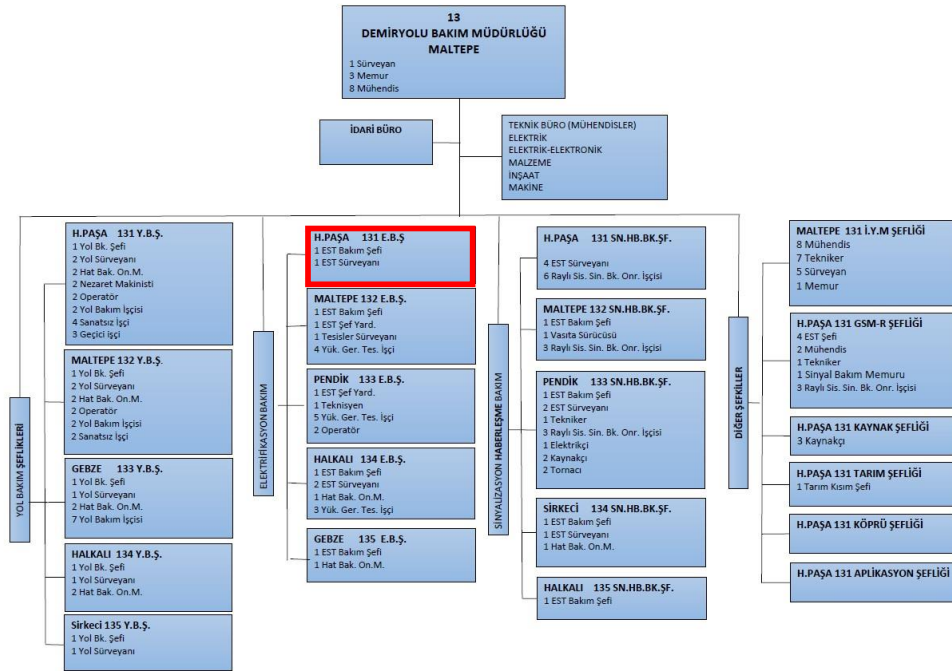 13
DEMİRYOLU BAKIM MÜDÜRLÜĞÜ
MALTEPE
1 Sürveyan
3 Memur
8 Mühendis
İDARİ BÜRO
TEKNİK BÜRO (MÜHENDİSLER)
ELEKTRİK
ELEKTRİK-ELEKTRONİK
MALZEME
İNŞAAT
MAKİNE
YOL BAKIM ŞEFLİKLERİ
H.PAŞA 131 Y.B.Ş.
1 Yol Bk. Şefi
2 Yol Sürveyanı
2 Hat Bak. On.M.
2 Nezaret Makinisti
2 Operatör
2 Yol Bakım İşçisi
4 Sanatsız İşçi
3 Geçici işçi
MALTEPE 132 Y.B.Ş.
1 Yol Bk. Şefi
2 Yol Sürveyanı
2 Hat Bak. On.M.
2 Operatör
2 Yol Bakım İşçisi
2 Sanatsız İşçi
GEBZE 133 Y.B.Ş.
1 Yol Bk. Şefi
1 Yol Sürveyanı
2 Hat Bak. On.M.
7 Yol Bakım İşçisi
HALKALI 134 Y.B.Ş.
1 Yol Bk. Şefi
1 Yol Sürveyanı
2 Hat Bak. On.M.
Sirkeci 135 Y.B.Ş.
1 Yol Bk. Şefi
1 Yol Sürveyanı
ELEKTRİFİKASYON BAKIM
H.PAŞA 131 E.B.Ş
1 EST Bakım Şefi
1 EST Sürveyanı
MALTEPE 132 E.B.Ş.
1 EST Bakım Şefi
1 EST Şef Yard.
1 Tesisler Sürveyanı
4 Yük. Ger. Tes. İşçi
PENDİK 133 E.B.Ş.
1 EST Şef Yard.
1 Teknisyen
5 Yük. Ger. Tes. İşçi
2 Operatör
HALKALI 134 E.B.Ş.
1 EST Bakım Şefi
2 EST Sürveyanı
1 Hat Bak. On.M.
3 Yük. Ger. Tes. İşçi
GEBZE 135 E.B.Ş.
1 EST Bakım Şefi
1 Hat Bak. On.M.
SİNYALİZASYON HABERLEŞME BAKIM
H.PAŞA 131 SN.HB.BK.ŞF.
4 EST Sürveyanı
6 Raylı Sis. Sin. Bk. Onr. İşçisi
MALTEPE 132 SN.HB.BK.ŞF.
1 EST Bakım Şefi
1 Vasıta Sürücüsü
3 Raylı Sis. Sin. Bk. Onr. İşçisi
PENDİK 133 SN.HB.BK.ŞF.
1 EST Bakım Şefi
2 EST Sürveyanı
1 Tekniker
3 Raylı Sis. Sin. Bk. Onr. İşçisi
1 Elektrikçi
2 Kaynakçı
2 Tornacı
SİRKECİ 134 SN.HB.BK.ŞF.
1 EST Bakım Şefi
1 EST Sürveyanı
1 Hat Bak. On.M.
HALKALI 135 SN.HB.BK.ŞF.
1 EST Bakım Şefi
DİĞER ŞEFKİLLER
MALTEPE 131 İ.Y.M ŞEFLİĞİ
8 Mühendis
7 Tekniker
5 Sürveyan
1 Memur
H.PAŞA 131 GSM-R ŞEFLİĞİ
4 EST Şefi
2 Mühendis
1 Tekniker
1 Sinyal Bakım Memuru
3 Raylı Sis. Sin. Bk. Onr. İşçisi
H.PAŞA 131 KAYNAK ŞEFLİĞİ
3 Kaynakçı
H.PAŞA 131 TARIM ŞEFLİĞİ
1 Tarım Kısım Şefi
H.PAŞA 131 KÖPRÜ ŞEFLİĞİ
H.PAŞA 131 APLİKASYON ŞEFLİĞİ